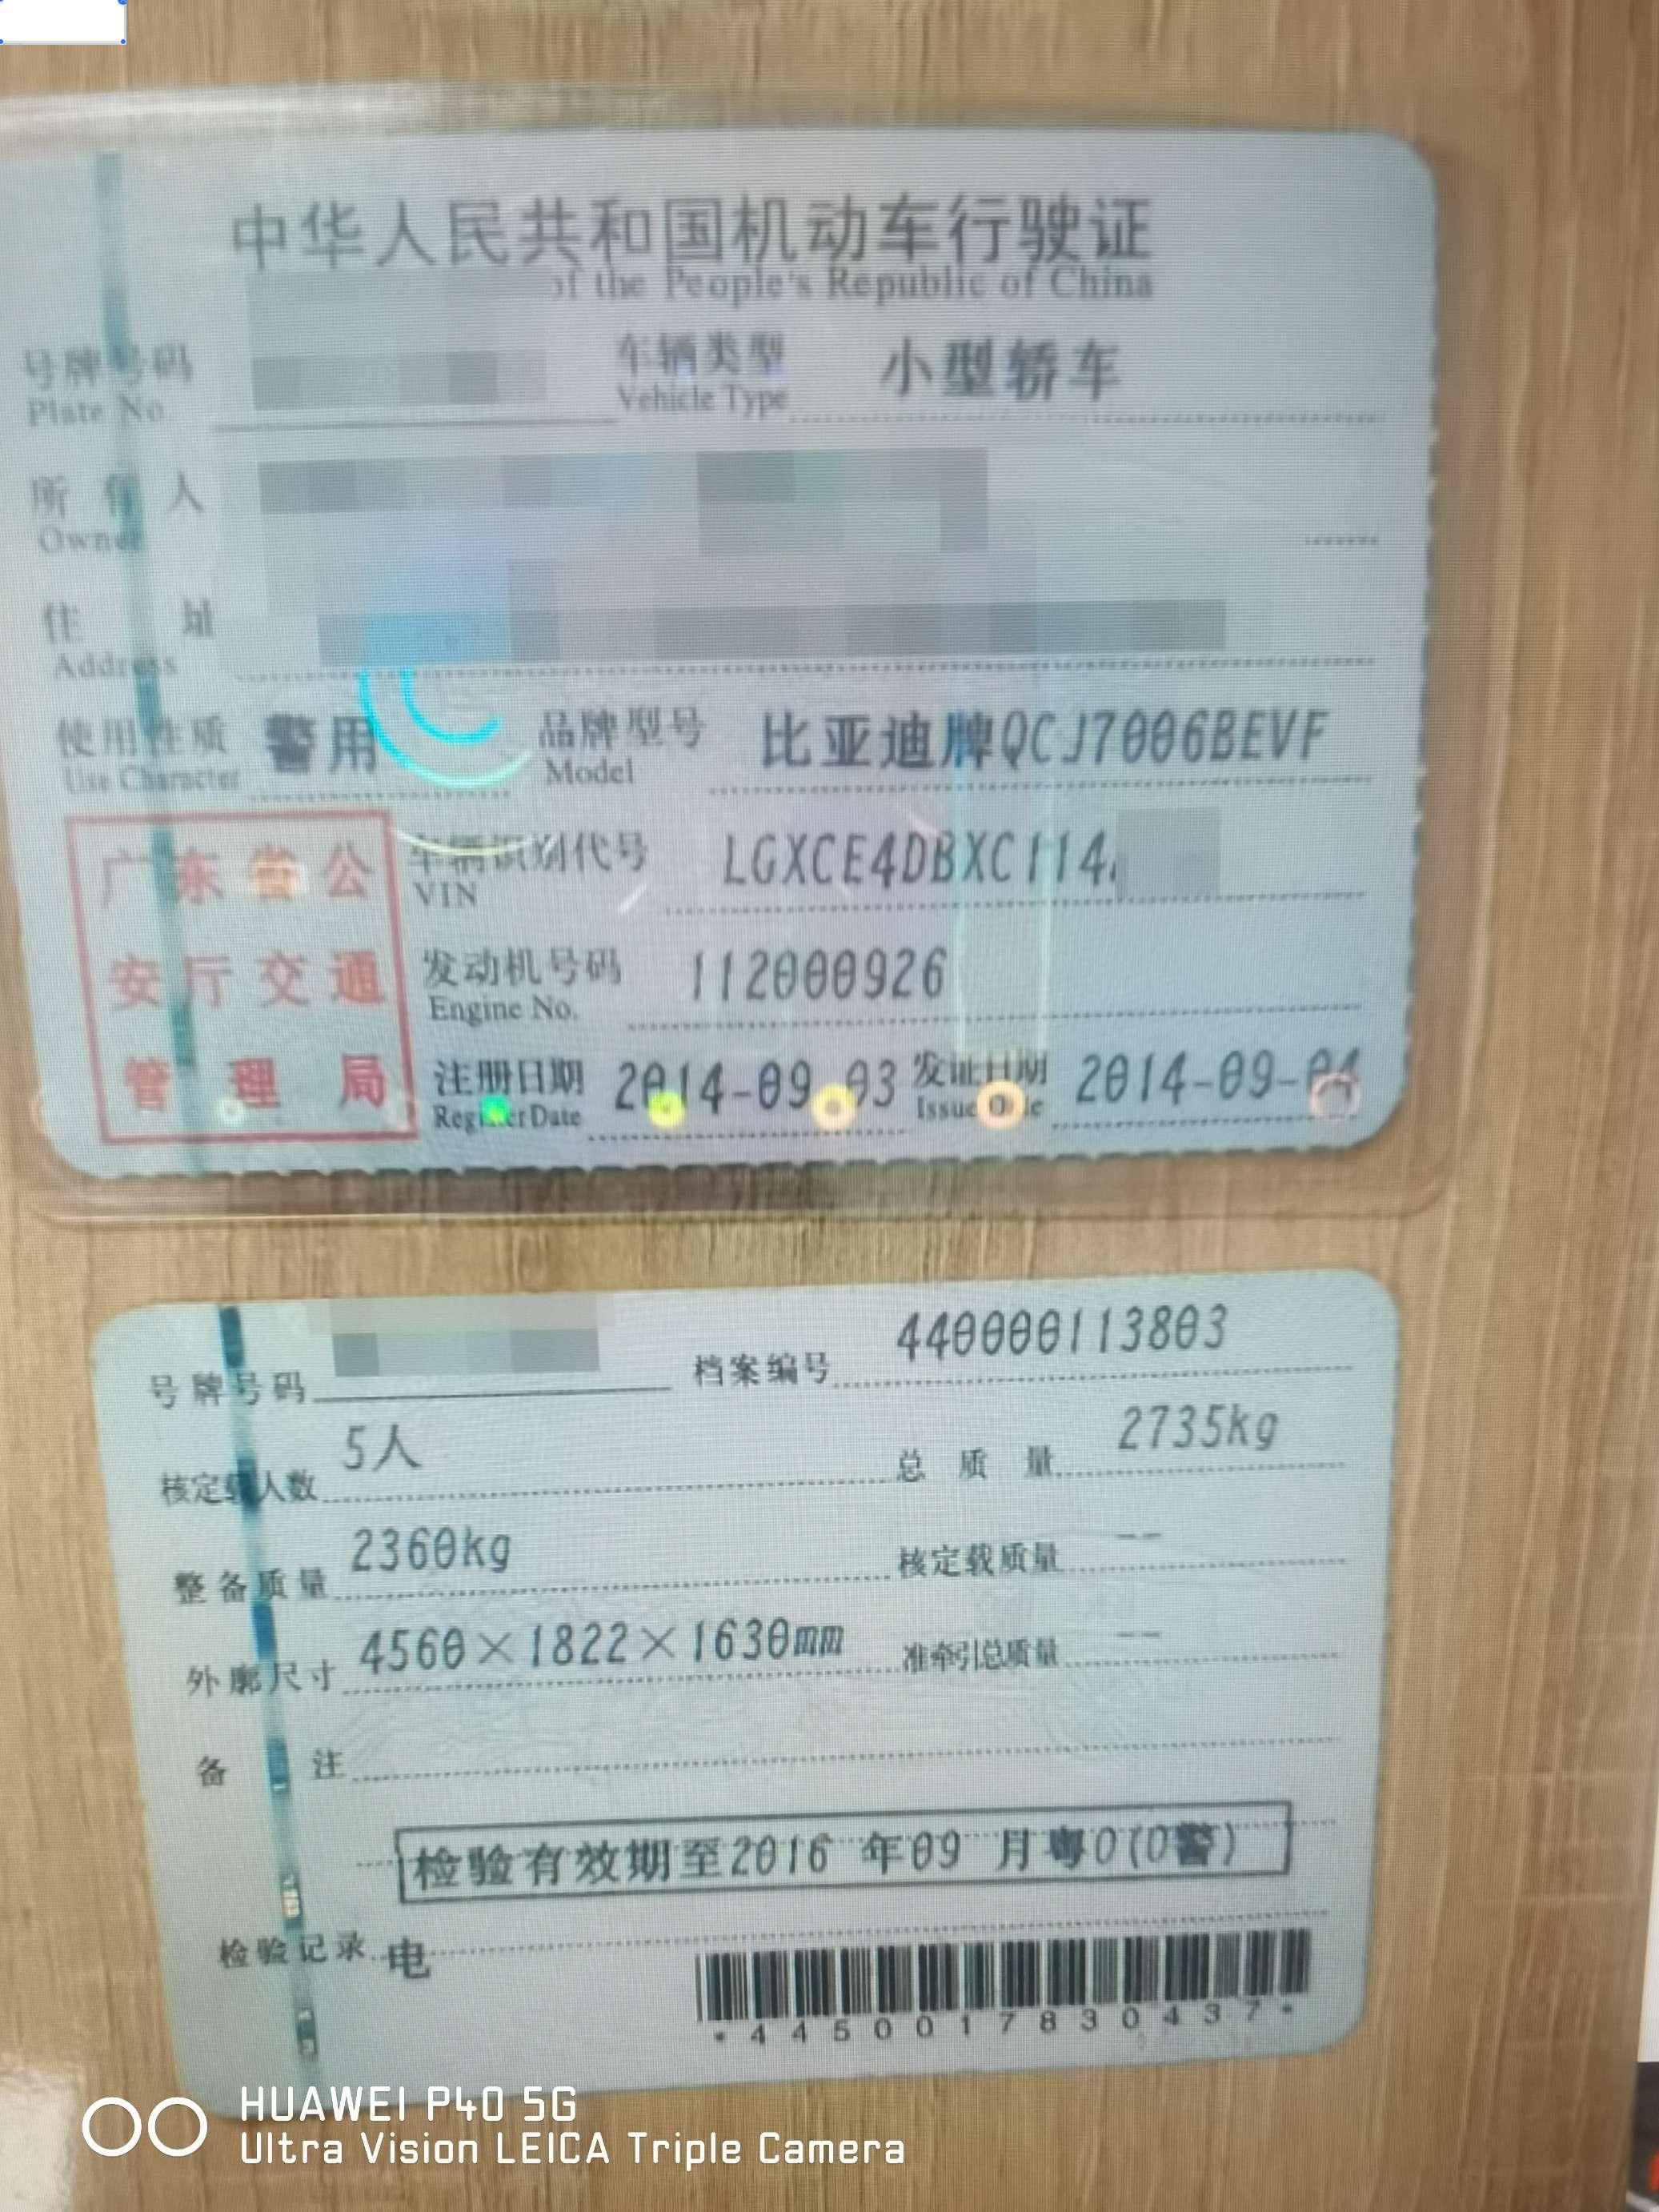 中华人民共和国机动车行驶证
of the People's Republic of China
号牌号码 车辆类型 小型轿车
Plate No. Vehicle Type
所有人
Owner
住址
Address
使用性质 警用 品牌型号 比亚迪牌QCJ7006BEVF
Use Character Model
广东省公
安厅交通
管理局
车辆识别代号 LGXCE4DBXC114
VIN
发动机号码 112000926
Engine No.
注册日期 2014-09-03 发证日期 2014-09-04
Register Date Issue Date
号牌号码 档案编号 440000113803
核定载人数 5人 总质量 2735kg
整备质量 2360kg 核定载质量 --
外廓尺寸 4560×1822×1630mm 准牵引总质量 --
备注
检验有效期至2016 年09 月粤O(O警)
检验记录 电
*4450017830437*
HUAWEI P40 5G
Ultra Vision LEICA Triple Camera